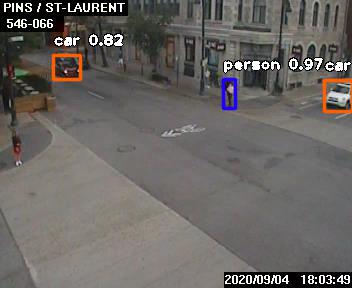 PINS / ST-LAURENT
546-066
car 0.82
person 0.97
car
2020/09/04 18:03:49